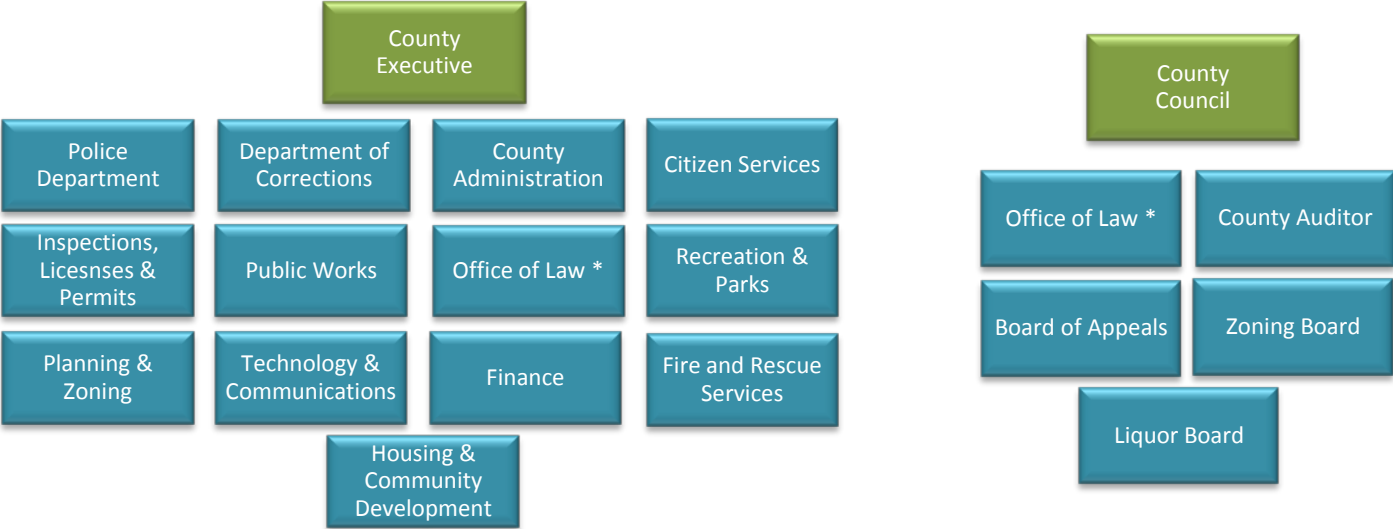 County
Executive
Police
Department
Department of
Corrections
County
Administration
Citizen Services
Inspections,
Licesnses &
Permits
Public Works
Office of Law *
Recreation &
Parks
Planning &
Zoning
Technology &
Communications
Finance
Fire and Rescue
Services
Housing &
Community
Development
County
Council
Office of Law *
County Auditor
Board of Appeals
Zoning Board
Liquor Board